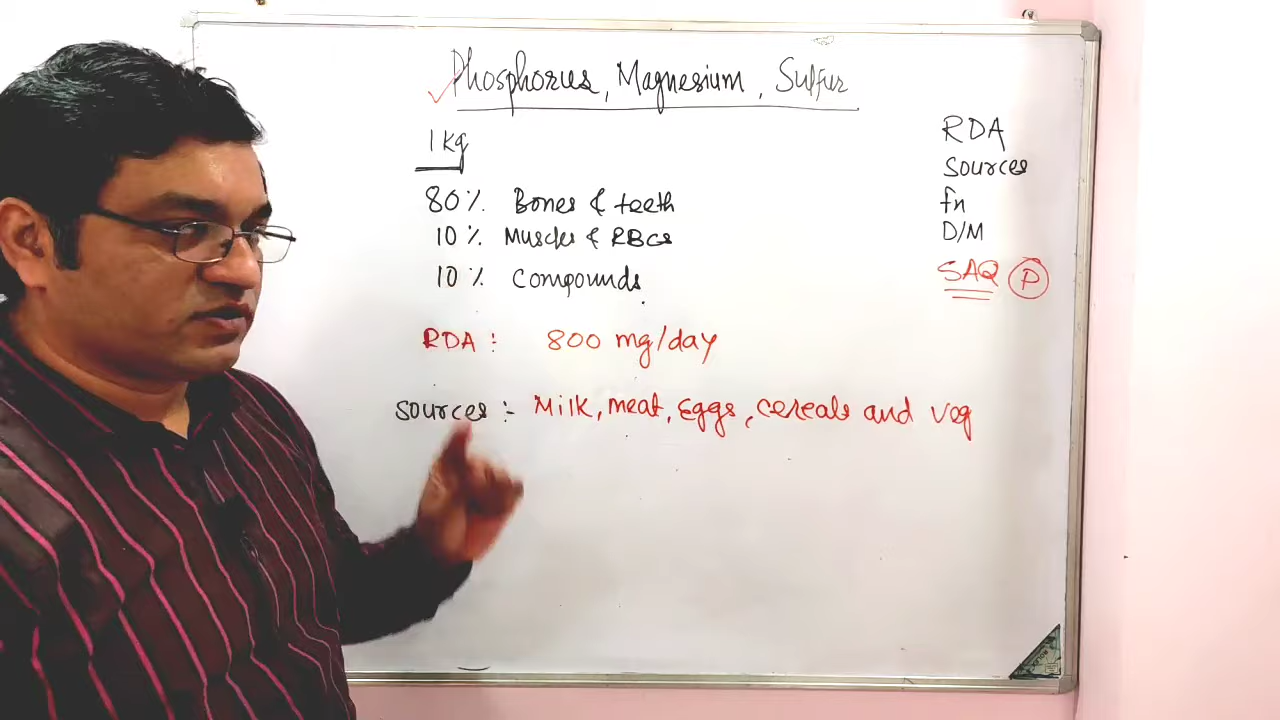 Phosphorus, Magnesium, Sulfur
1 kg
80 %. Bones & teeth
10 %. Muscles & RBCs
10 % Compounds
RDA : 800 mg/day
Sources :- Milk, meat, Eggs, cereals and veg
RDA
Sources
fn
D/M
SAQ P